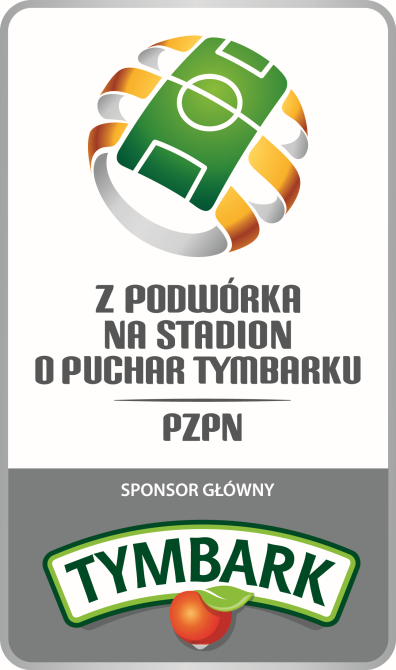 Z PODWÓRKA
NA STADION
O PUCHAR TYMBARKU
PZPN
SPONSOR GŁÓWNY
TYMBARK